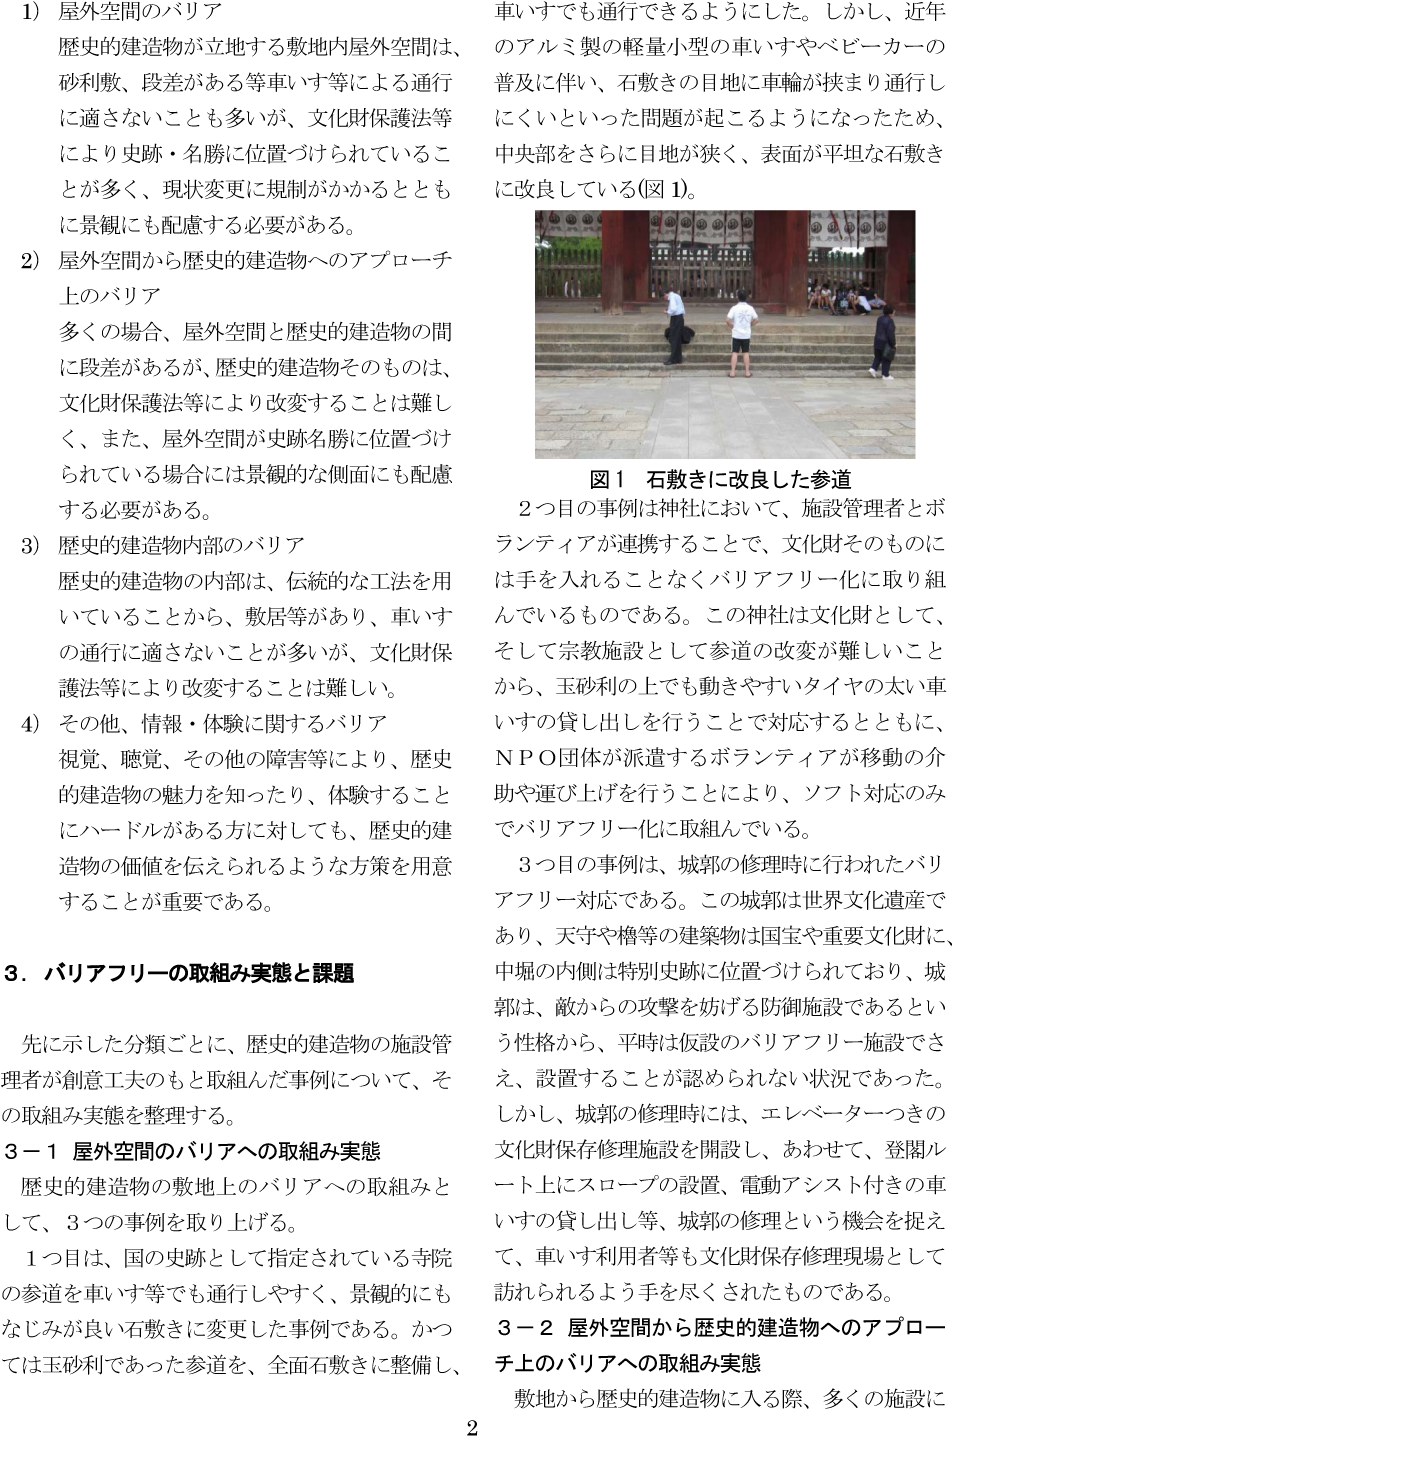 1) 屋外空間のバリア
歴史的建造物が立地する敷地内屋外空間は、
砂利敷、段差がある等車いす等による通行
に適さないことも多いが、文化財保護法等
により史跡・名勝に位置づけられているこ
とが多く、現状変更に規制がかかるととも
に景観にも配慮する必要がある。
2) 屋外空間から歴史的建造物へのアプローチ
上のバリア
多くの場合、屋外空間と歴史的建造物の間
に段差があるが、歴史的建造物そのものは、
文化財保護法等により改変することは難し
く、また、屋外空間が史跡名勝に位置づけ
られている場合には景観的な側面にも配慮
する必要がある。
3) 歴史的建造物内部のバリア
歴史的建造物の内部は、伝統的な工法を用
いていることから、敷居等があり、車いす
の通行に適さないことが多いが、文化財保
護法等により改変することは難しい。
4) その他、情報・体験に関するバリア
視覚、聴覚、その他の障害等により、歴史
的建造物の魅力を知ったり、体験すること
にハードルがある方に対しても、歴史的建
造物の価値を伝えられるような方策を用意
することが重要である。
3．バリアフリーの取組み実態と課題
先に示した分類ごとに、歴史的建造物の施設管
理者が創意工夫のもと取組んだ事例について、そ
の取組み実態を整理する。
3－1 屋外空間のバリアへの取組み実態
歴史的建造物の敷地上のバリアへの取組みと
して、３つの事例を取り上げる。
１つ目は、国の史跡として指定されている寺院
の参道を車いす等でも通行しやすく、景観的にも
なじみが良い石敷きに変更した事例である。かつ
ては玉砂利であった参道を、全面石敷きに整備し、
車いすでも通行できるようにした。しかし、近年
のアルミ製の軽量小型の車いすやベビーカーの
普及に伴い、石敷きの目地に車輪が挟まり通行し
にくいといった問題が起こるようになったため、
中央部をさらに目地が狭く、表面が平坦な石敷き
に改良している(図 1)。
図１ 石敷きに改良した参道
２つ目の事例は神社において、施設管理者とボ
ランティアが連携することで、文化財そのものに
は手を入れることなくバリアフリー化に取り組
んでいるものである。この神社は文化財として、
そして宗教施設として参道の改変が難しいこと
から、玉砂利の上でも動きやすいタイヤの太い車
いすの貸し出しを行うことで対応するとともに、
ＮＰＯ団体が派遣するボランティアが移動の介
助や運び上げを行うことにより、ソフト対応のみ
でバリアフリー化に取組んでいる。
３つ目の事例は、城郭の修理時に行われたバリ
アフリー対応である。この城郭は世界文化遺産で
あり、天守や櫓等の建築物は国宝や重要文化財に、
中堀の内側は特別史跡に位置づけられており、城
郭は、敵からの攻撃を妨げる防御施設であるとい
う性格から、平時は仮設のバリアフリー施設でさ
え、設置することが認められない状況であった。
しかし、城郭の修理時には、エレベーターつきの
文化財保存修理施設を開設し、あわせて、登閣ル
ート上にスロープの設置、電動アシスト付きの車
いすの貸し出し等、城郭の修理という機会を捉え
て、車いす利用者等も文化財保存修理現場として
訪れられるよう手を尽くされたものである。
3－2 屋外空間から歴史的建造物へのアプロー
チ上のバリアへの取組み実態
敷地から歴史的建造物に入る際、多くの施設に
2